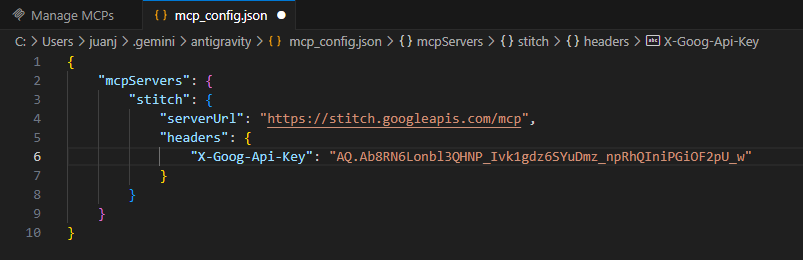 Manage MCPs
{ } mcp_config.json ●
C: > Users > juanj > .gemini > antigravity > { } mcp_config.json > { } mcpServers > { } stitch > { } headers > abc X-Goog-Api-Key
1 {
2 "mcpServers": {
3 "stitch": {
4 "serverUrl": "https://stitch.googleapis.com/mcp",
5 "headers": {
6 "X-Goog-Api-Key": "AQ.Ab8RN6Lonbl3QHNP_Ivk1gdz6SYuDmz_npRhQIniPGiOF2pU_w"
7 }
8 }
9 }
10 }